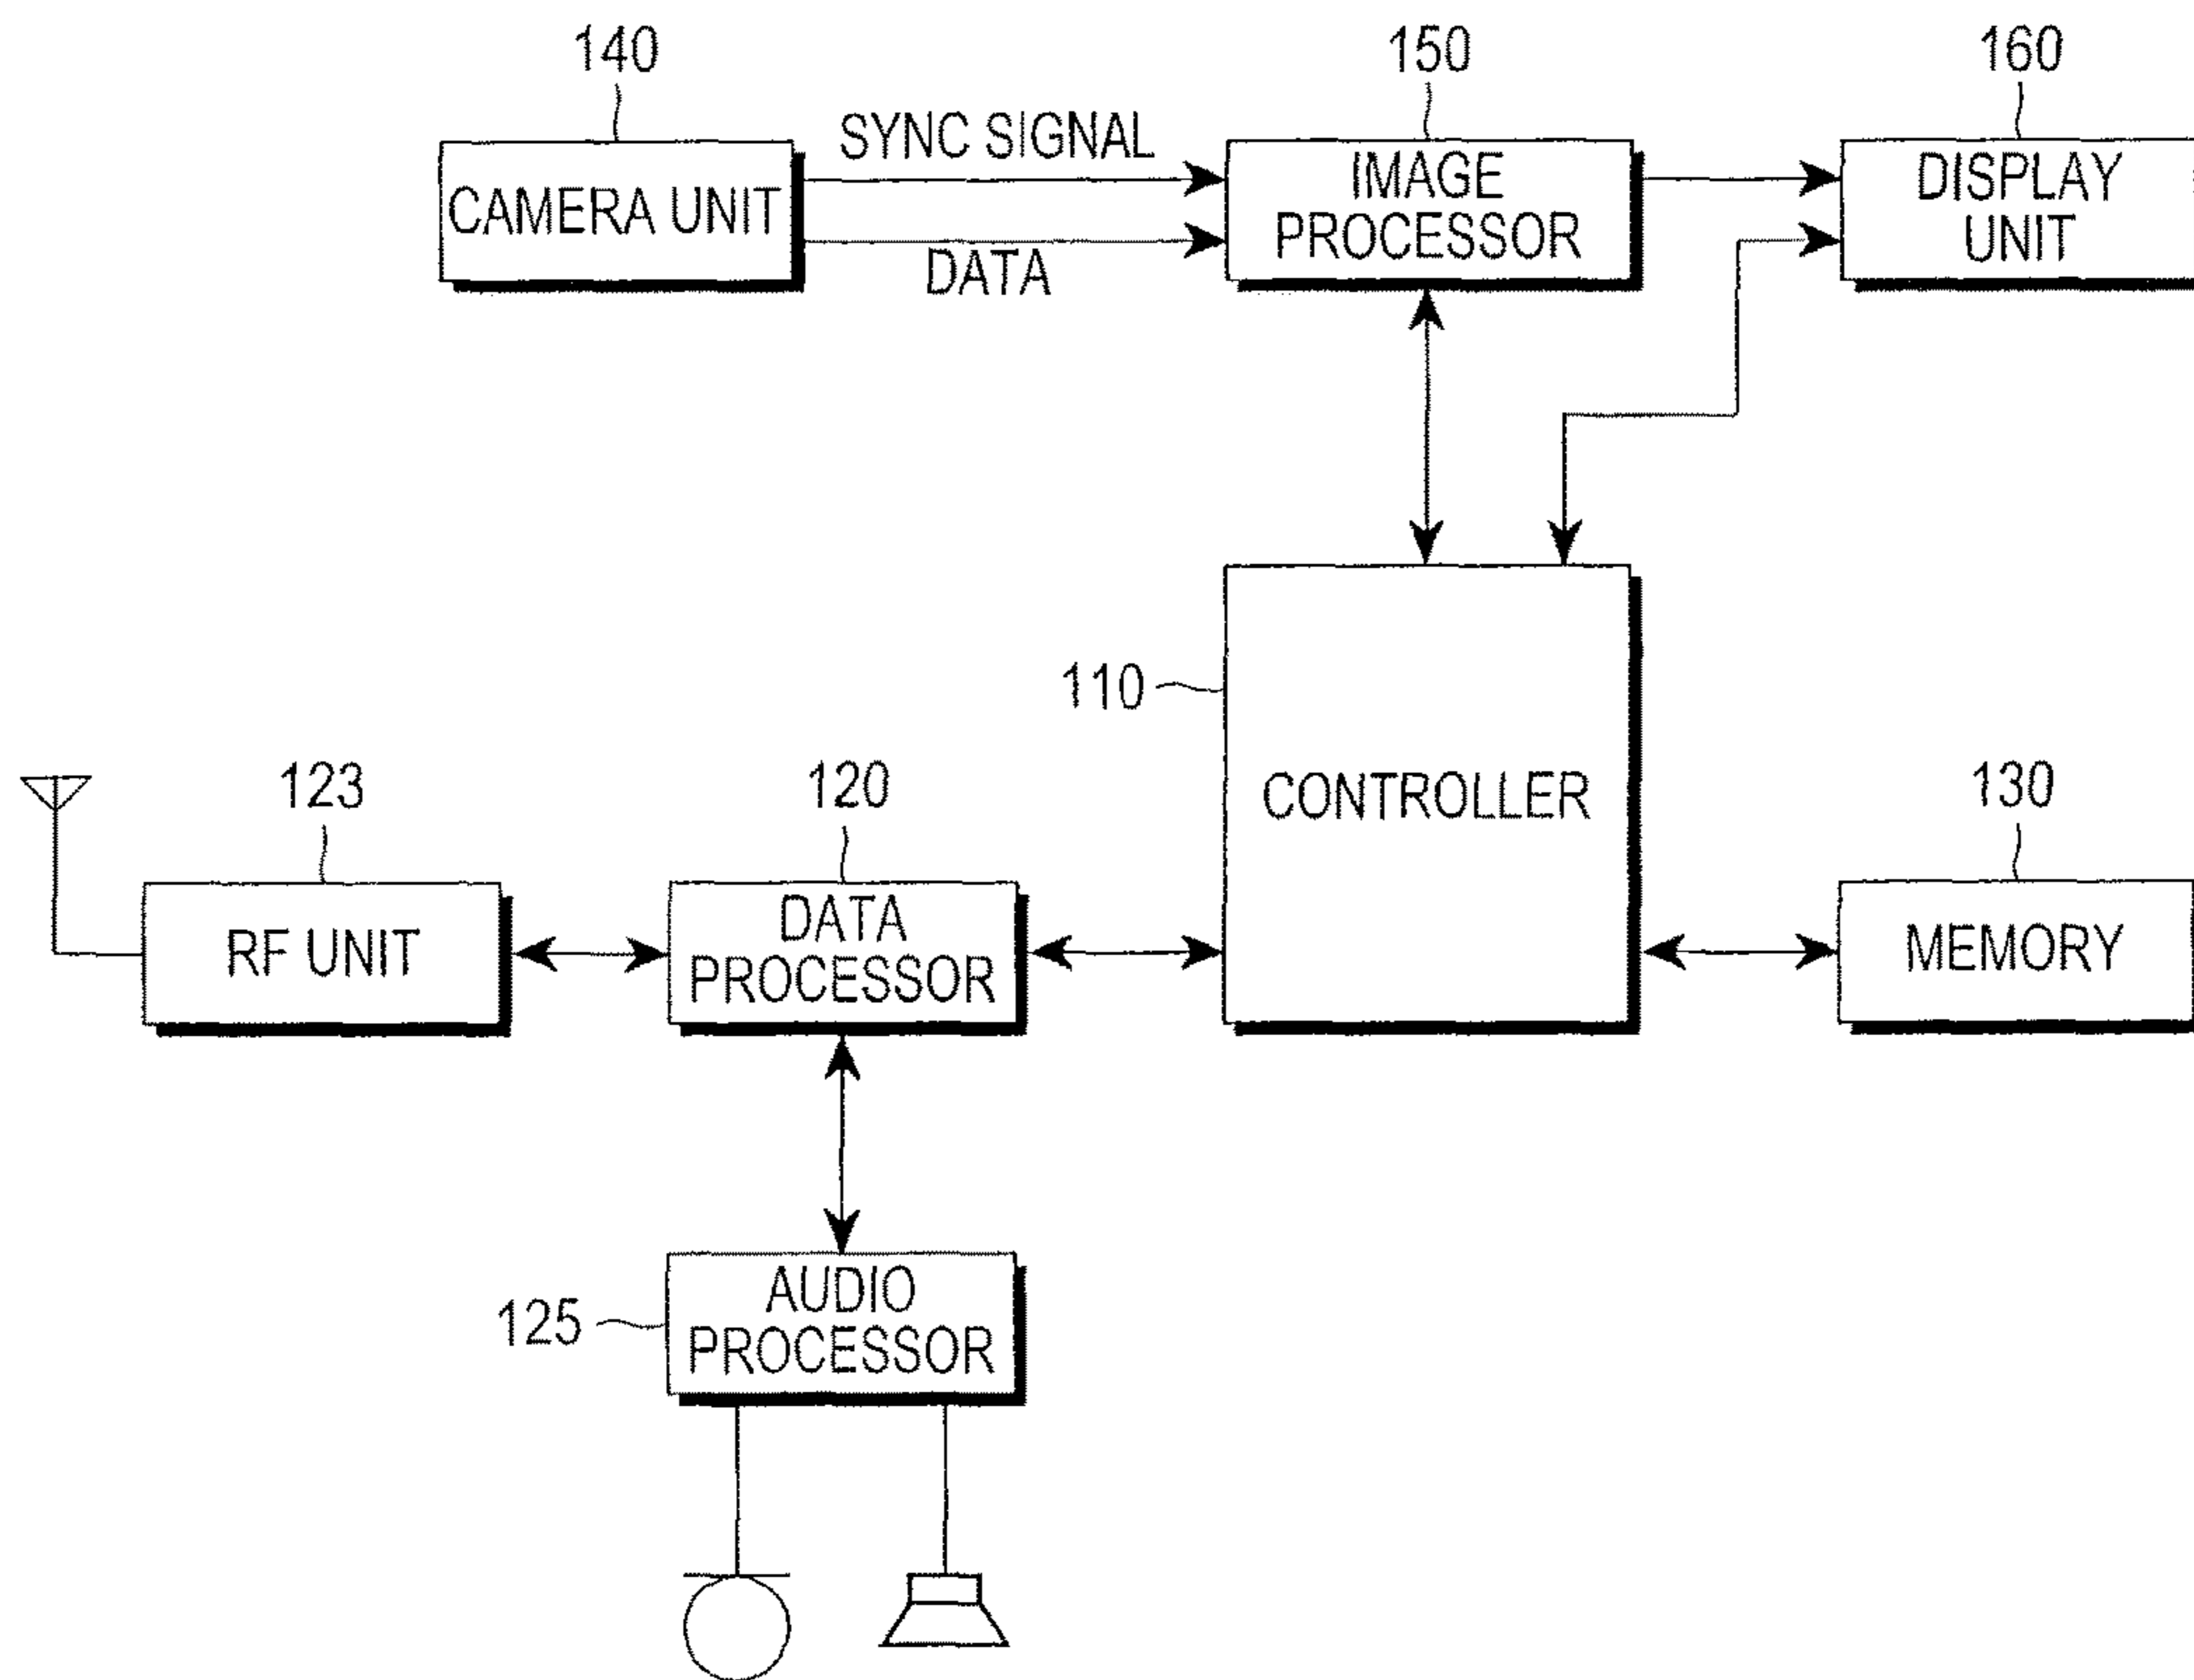 140
150
160
SYNC SIGNAL
CAMERA UNIT
IMAGE
PROCESSOR
DISPLAY
UNIT
DATA
110
CONTROLLER
123
120
130
RF UNIT
DATA
PROCESSOR
MEMORY
125
AUDIO
PROCESSOR